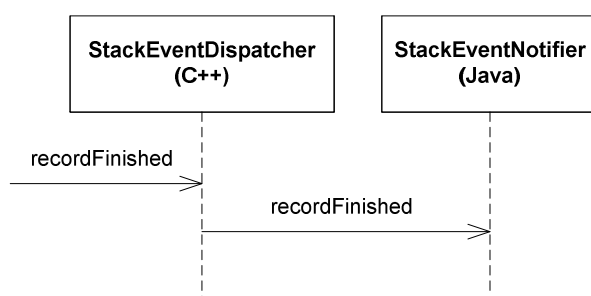 StackEventDispatcher
(C++)
StackEventNotifier
(Java)
recordFinished
recordFinished